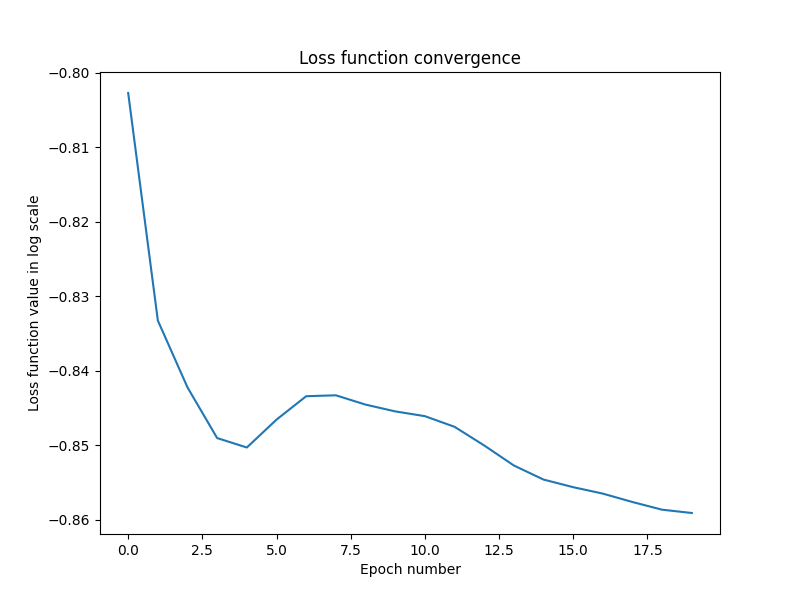 Loss function convergence
Loss function value in log scale
−0.80
−0.81
−0.82
−0.83
−0.84
−0.85
−0.86
0.0 2.5 5.0 7.5 10.0 12.5 15.0 17.5
Epoch number